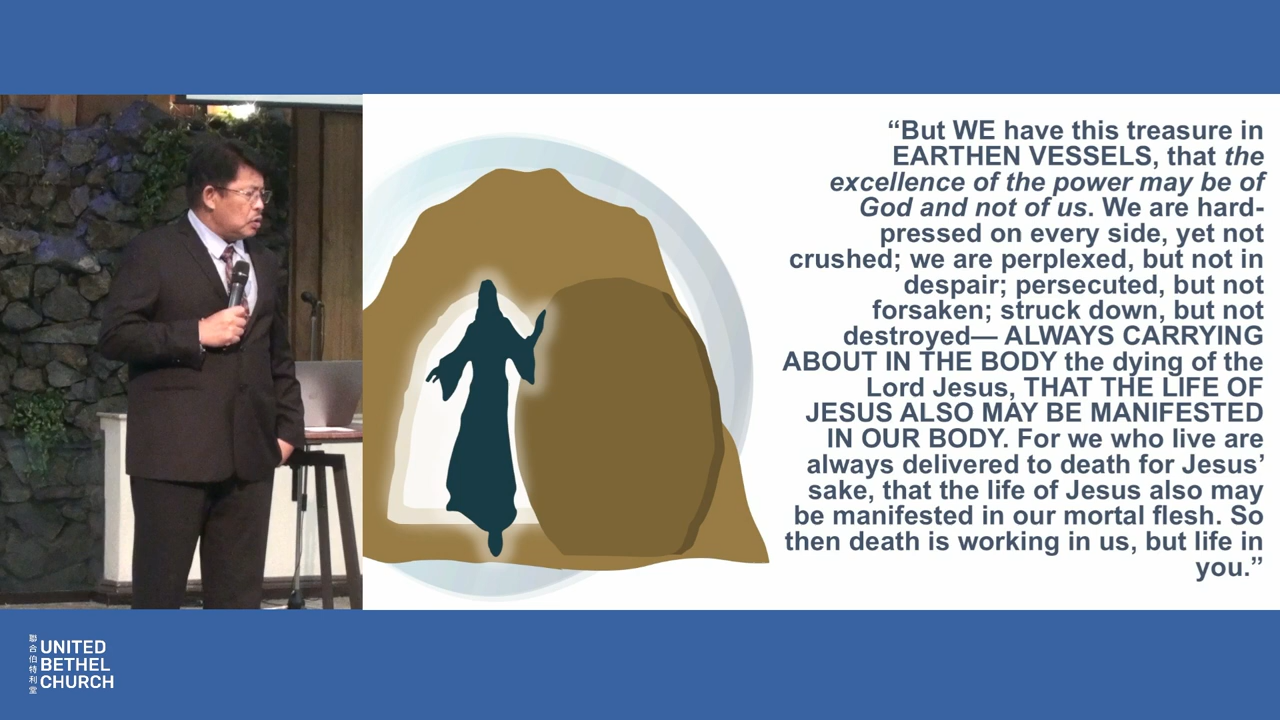 “But WE have this treasure in
EARTHEN VESSELS, that the
excellence of the power may be of
God and not of us. We are hard-
pressed on every side, yet not
crushed; we are perplexed, but not in
despair; persecuted, but not
forsaken; struck down, but not
destroyed— ALWAYS CARRYING
ABOUT IN THE BODY the dying of the
Lord Jesus, THAT THE LIFE OF
JESUS ALSO MAY BE MANIFESTED
IN OUR BODY. For we who live are
always delivered to death for Jesus’
sake, that the life of Jesus also may
be manifested in our mortal flesh. So
then death is working in us, but life in
you.”
聯合伯特利堂
UNITED
BETHEL
CHURCH